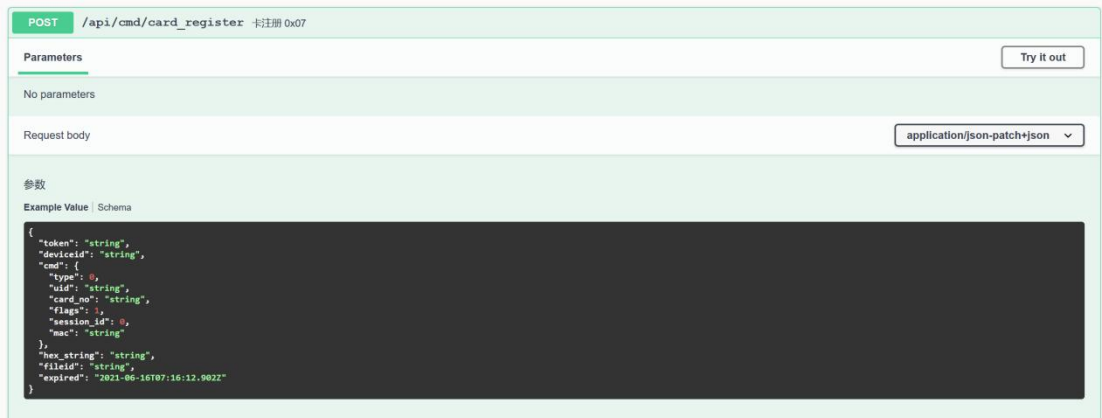 POST /api/cmd/card_register 卡注册 0x07
Parameters Try it out
No parameters
Request body application/json-patch+json
参数
Example Value Schema
{
"token": "string",
"deviceid": "string",
"cmd": {
"type": 0,
"uid": "string",
"card_no": "string",
"flags": 1,
"session_id": 0,
"mac": "string"
},
"hex_string": "string",
"fileid": "string",
"expired": "2021-06-16T07:16:12.902Z"
}